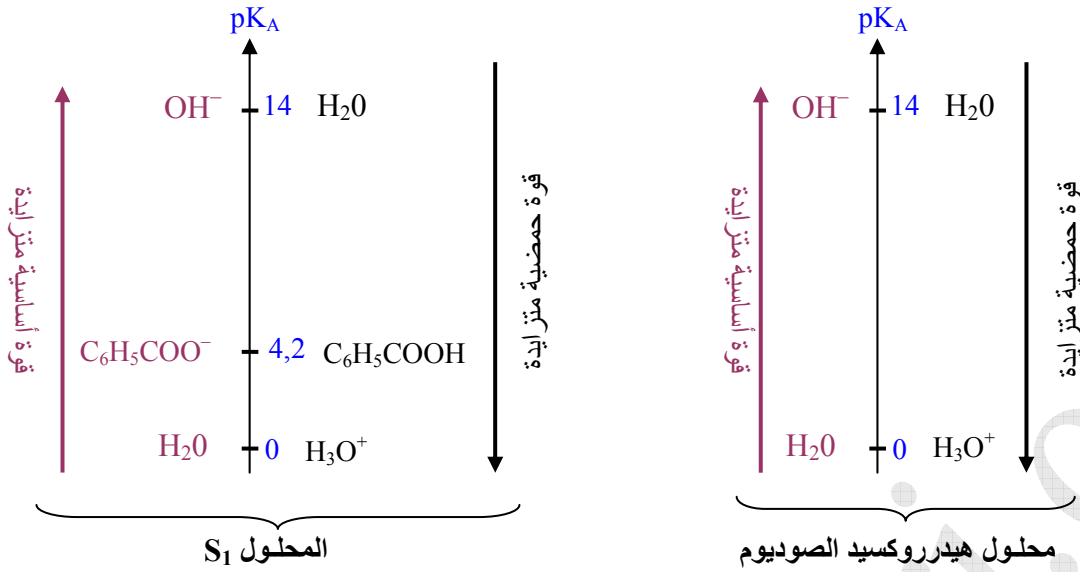 pKA
OH⁻ 14 H₂0
قوة أساسية متزايدة
قوة حمضية متزايدة
C₆H₅COO⁻ 4,2 C₆H₅COOH
H₂0 0 H₃O⁺
المحلول S₁
pKA
OH⁻ 14 H₂0
قوة أساسية متزايدة
قوة حمضية متزايدة
H₂0 0 H₃O⁺
محلول هيدرروكسيد الصوديوم